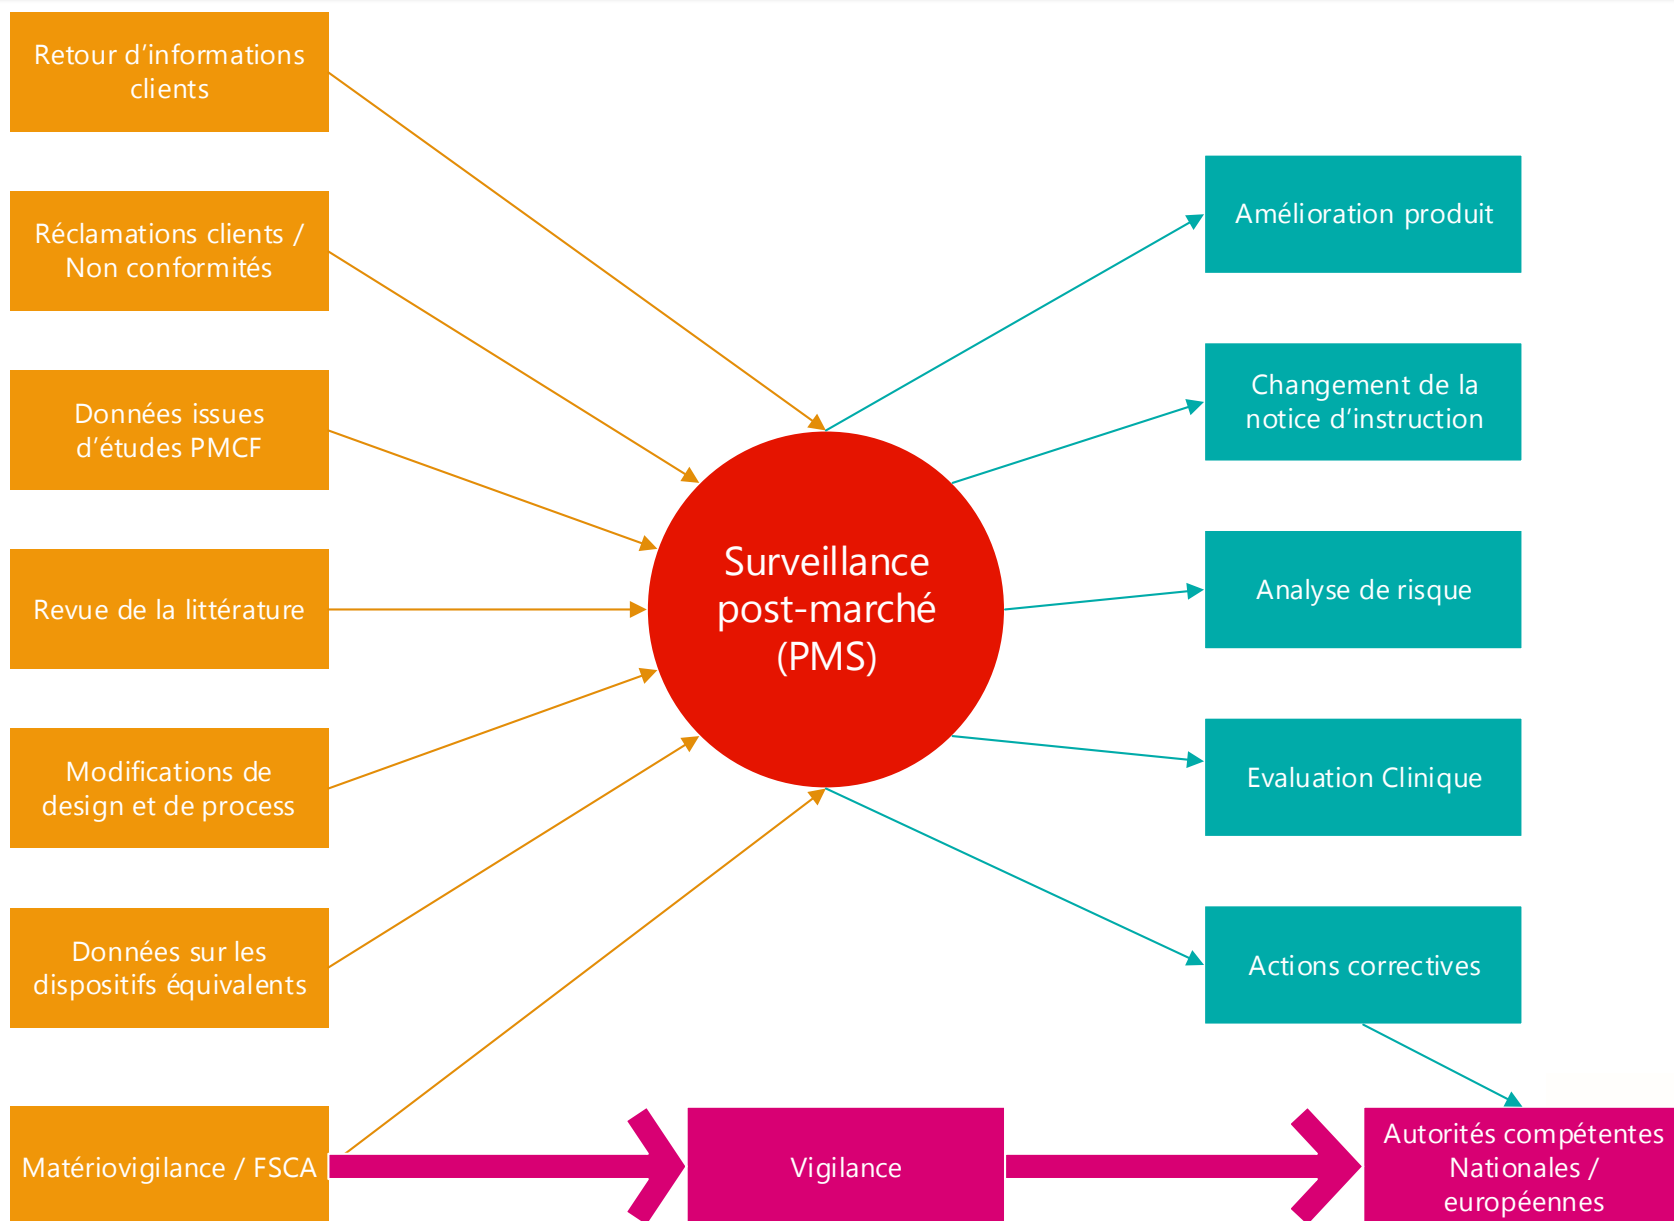 Retour d'informations
clients
Réclamations clients /
Non conformités
Données issues
d'études PMCF
Revue de la littérature
Modifications de
design et de process
Données sur les
dispositifs équivalents
Matériovigilance / FSCA
Surveillance
post-marché
(PMS)
Vigilance
Amélioration produit
Changement de la
notice d'instruction
Analyse de risque
Evaluation Clinique
Actions correctives
Autorités compétentes
Nationales /
européennes